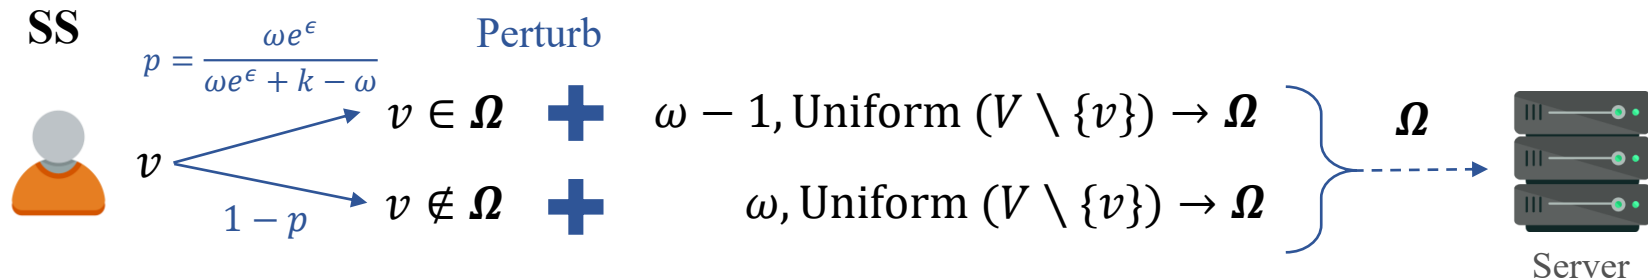 SS
p = ωe^ϵ / (ωe^ϵ + k − ω)
Perturb
v ∈ Ω ✚ ω − 1, Uniform (V \ {v}) → Ω
v
Ω
1 − p
v ∉ Ω ✚ ω, Uniform (V \ {v}) → Ω
Server